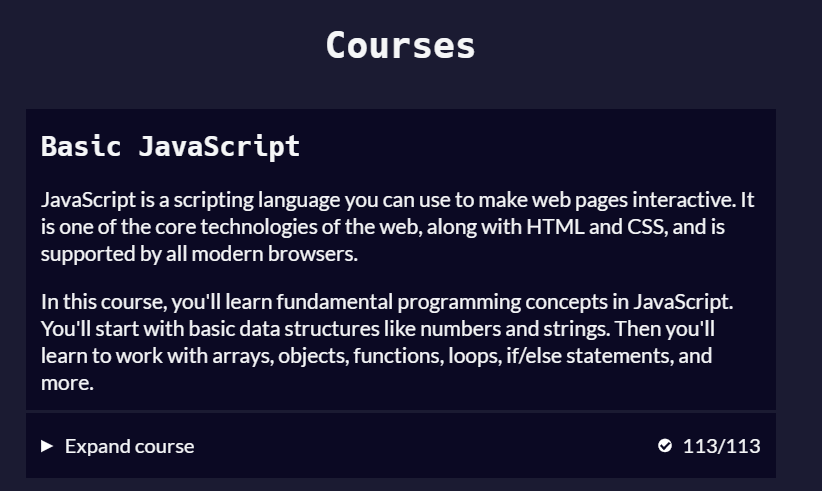 Courses
Basic JavaScript
JavaScript is a scripting language you can use to make web pages interactive. It
is one of the core technologies of the web, along with HTML and CSS, and is
supported by all modern browsers.
In this course, you'll learn fundamental programming concepts in JavaScript.
You'll start with basic data structures like numbers and strings. Then you'll
learn to work with arrays, objects, functions, loops, if/else statements, and
more.
Expand course 113/113